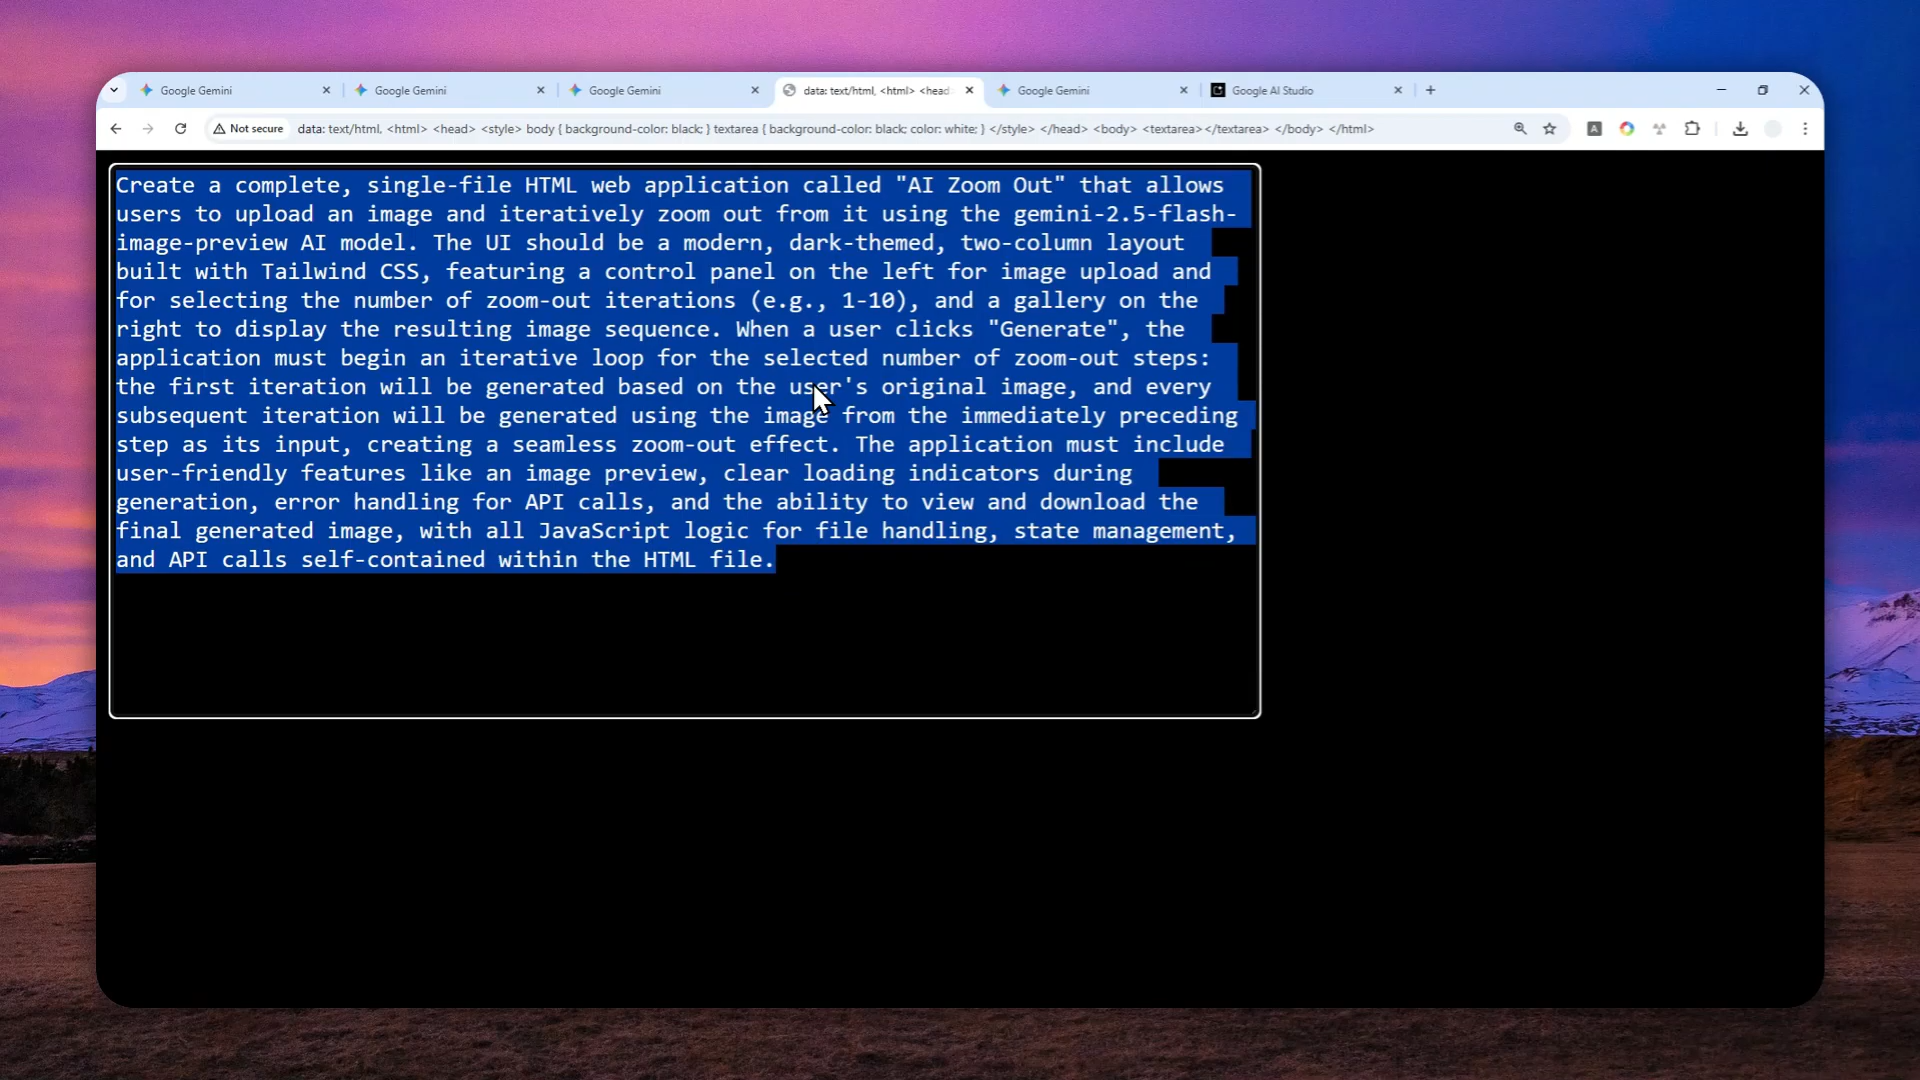 Google Gemini
Google Gemini
Google Gemini
data: text/html, <html> <head
Google Gemini
Google AI Studio
Not secure
data: text/html, <html> <head> <style> body { background-color: black; } textarea { background-color: black; color: white; } </style> </head> <body> <textarea></textarea> </body> </html>
A
Create a complete, single-file HTML web application called "AI Zoom Out" that allows
users to upload an image and iteratively zoom out from it using the gemini-2.5-flash-
image-preview AI model. The UI should be a modern, dark-themed, two-column layout
built with Tailwind CSS, featuring a control panel on the left for image upload and
for selecting the number of zoom-out iterations (e.g., 1-10), and a gallery on the
right to display the resulting image sequence. When a user clicks "Generate", the
application must begin an iterative loop for the selected number of zoom-out steps:
the first iteration will be generated based on the user's original image, and every
subsequent iteration will be generated using the image from the immediately preceding
step as its input, creating a seamless zoom-out effect. The application must include
user-friendly features like an image preview, clear loading indicators during
generation, error handling for API calls, and the ability to view and download the
final generated image, with all JavaScript logic for file handling, state management,
and API calls self-contained within the HTML file.